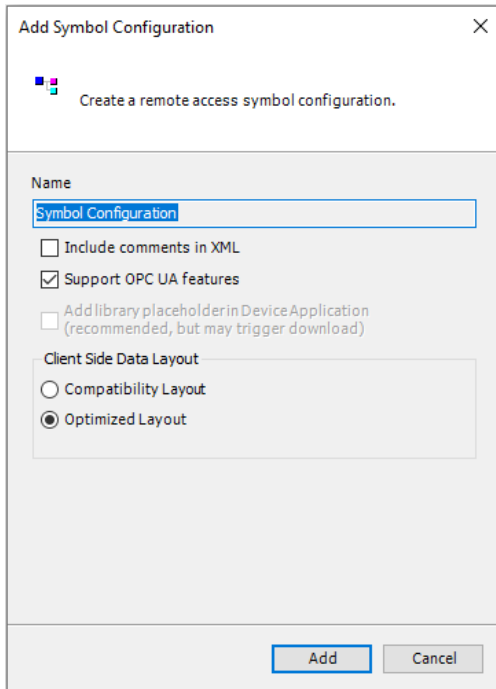 Add Symbol Configuration
Create a remote access symbol configuration.
Name
Symbol Configuration
Include comments in XML
Support OPC UA features
Add library placeholder in Device Application
(recommended, but may trigger download)
Client Side Data Layout
Compatibility Layout
Optimized Layout
Add
Cancel